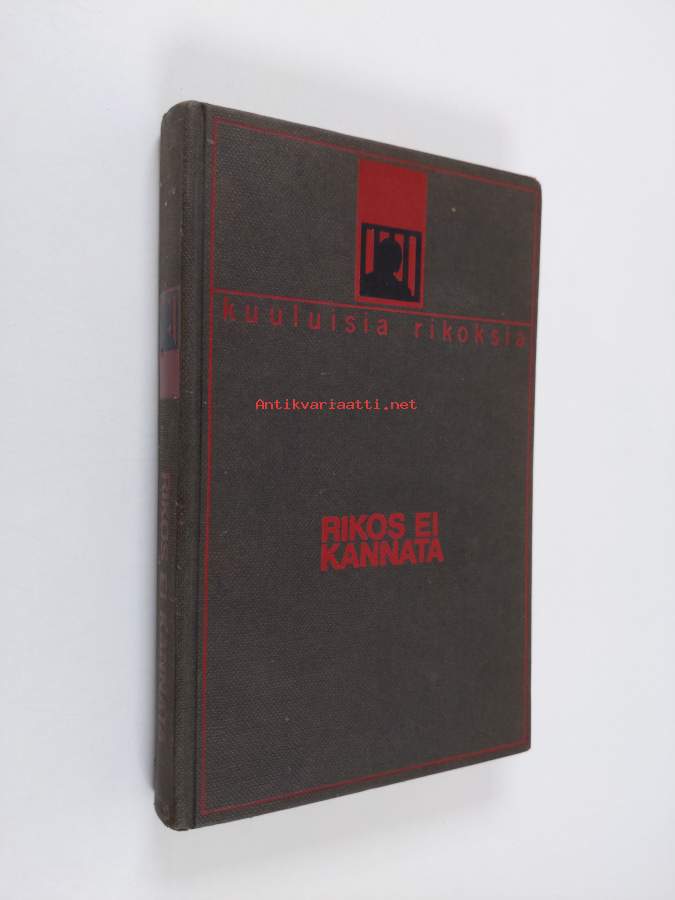 kuuluisia rikoksia
Antikvariaatti.net
RIKOS EI
KANNATA
RIKOS EI KANNATA